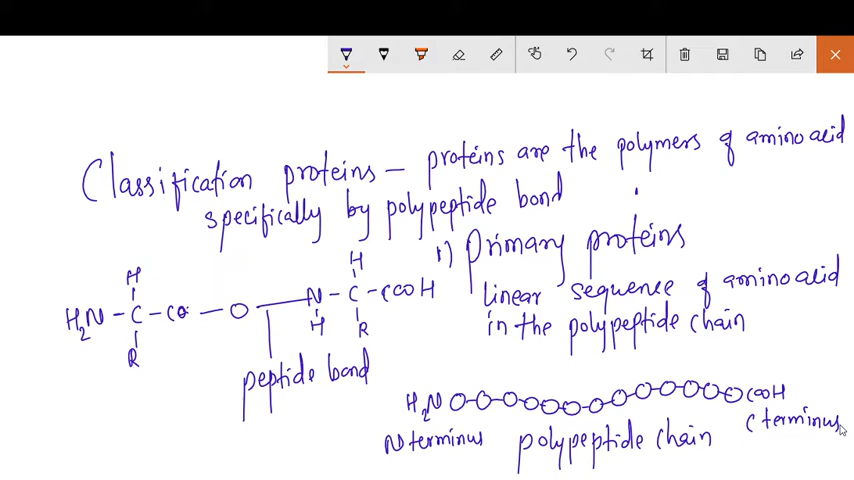 Classification proteins – proteins are the polymers of amino acid
specifically by polypeptide bond
1) Primary proteins
linear sequence of amino acid
in the polypeptide chain
H
H
H₂N – C – CO – O – N – C – COOH
R
H
R
peptide bond
H₂N COOH
N terminus polypeptide chain C terminus